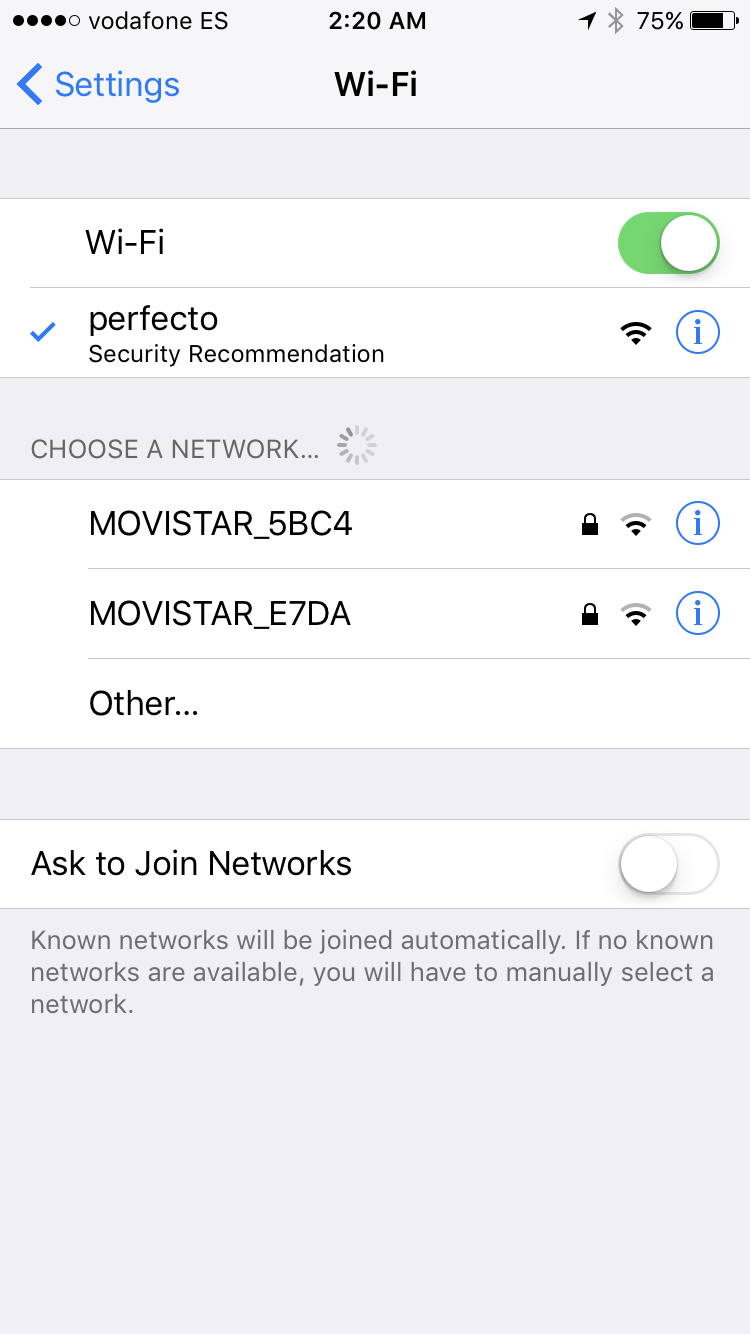 vodafone ES 2:20 AM 75%
Settings Wi-Fi
Wi-Fi
perfecto
Security Recommendation
CHOOSE A NETWORK...
MOVISTAR_5BC4
MOVISTAR_E7DA
Other...
Ask to Join Networks
Known networks will be joined automatically. If no known
networks are available, you will have to manually select a
network.